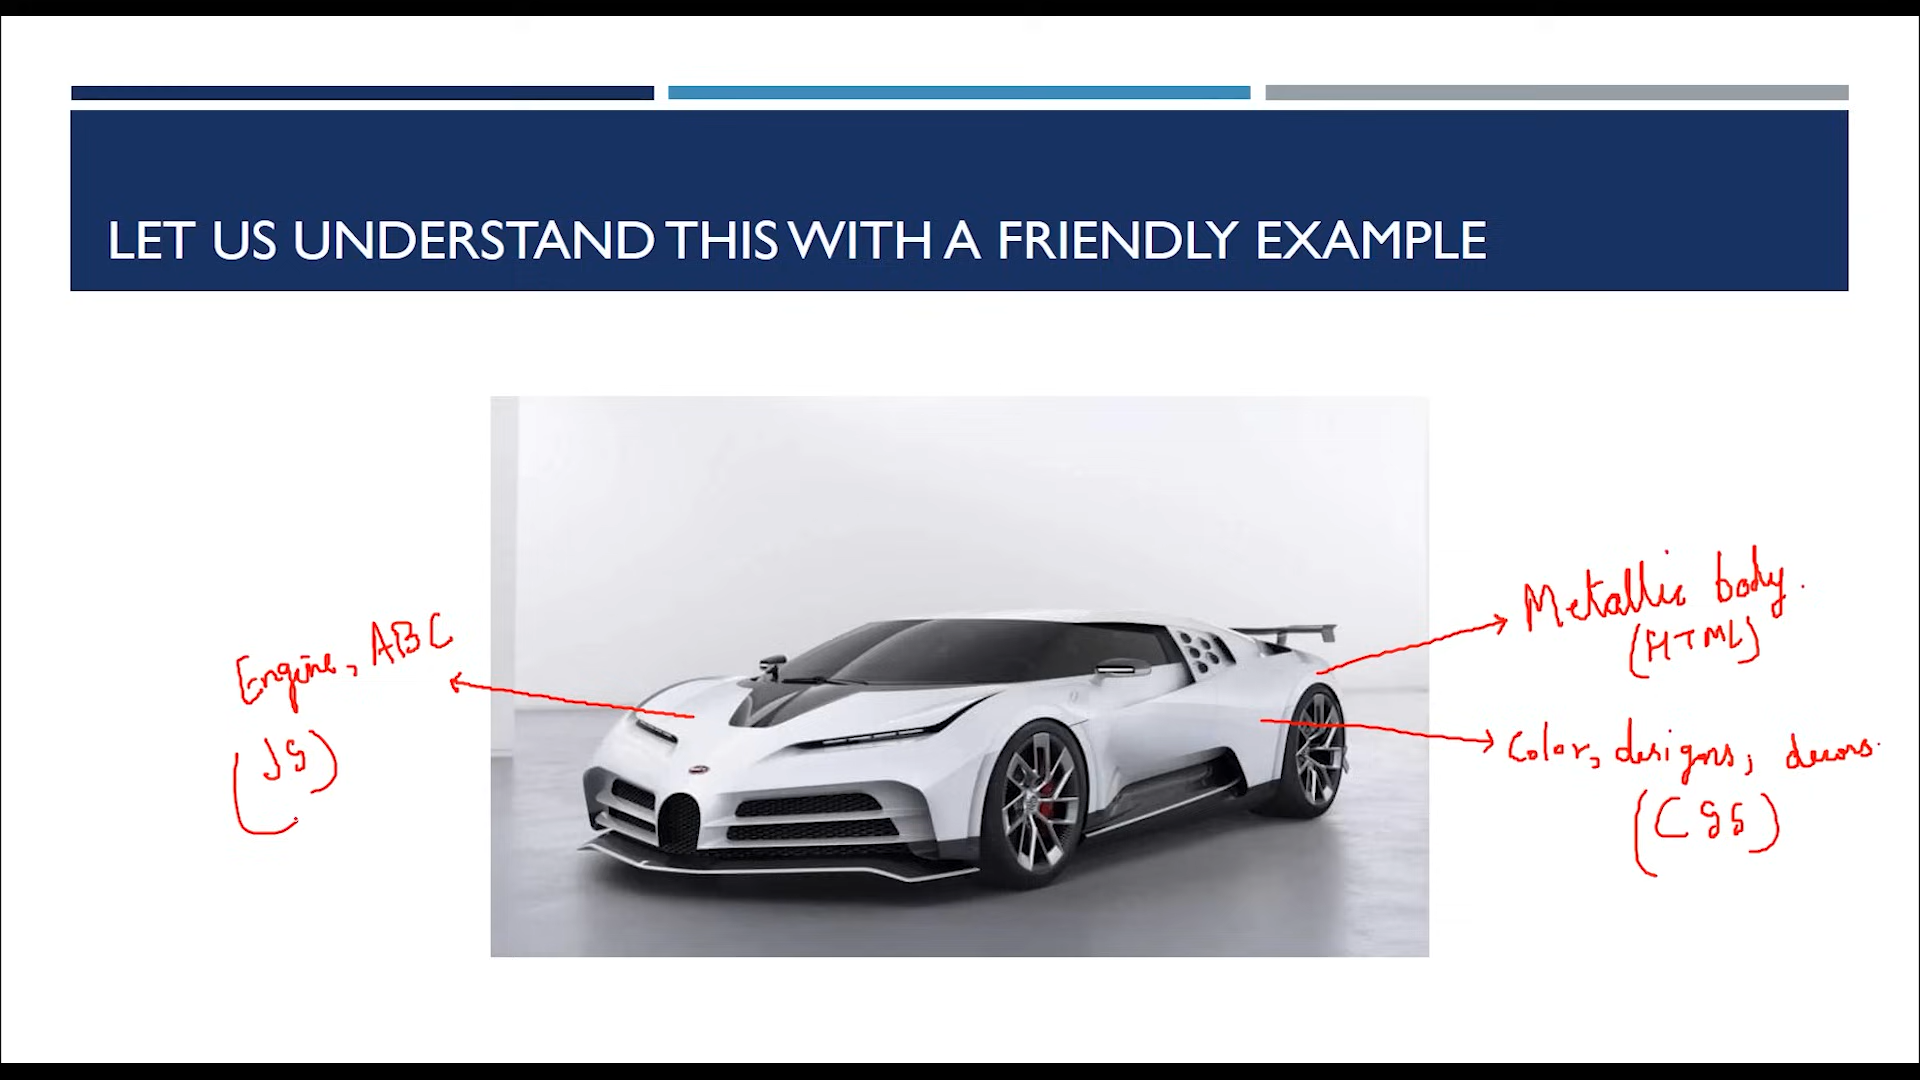 LET US UNDERSTAND THIS WITH A FRIENDLY EXAMPLE
Engine, ABC
(JS)
Metallic body.
(HTML)
Color, designs, decors.
(CSS)